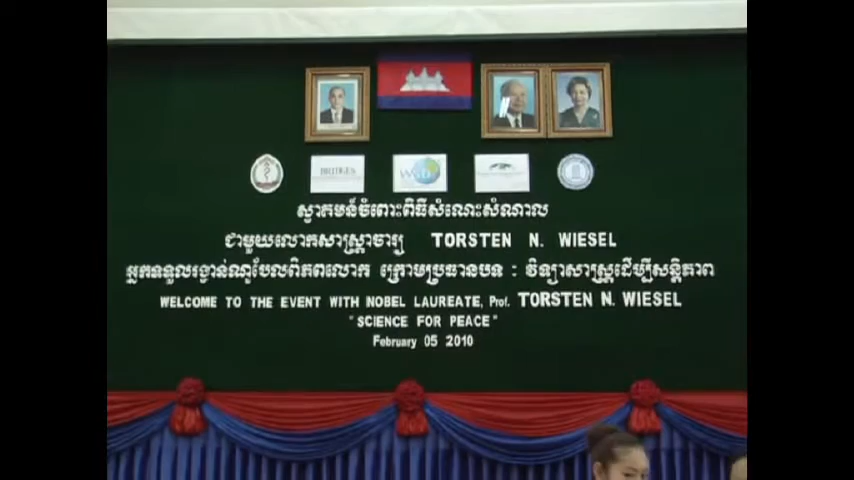 BRIDGES
ស្វាគមន៍ចំពោះពិធីសំណេះសំណាល
ជាមួយលោកសាស្ត្រាចារ្យ TORSTEN N. WIESEL
អ្នកទទួលរង្វាន់ណូបែលពិភពលោក ក្រោមប្រធានបទ : វិទ្យាសាស្ត្រដើម្បីសន្តិភាព
WELCOME TO THE EVENT WITH NOBEL LAUREATE, Prof. TORSTEN N. WIESEL
"SCIENCE FOR PEACE"
February 05 2010